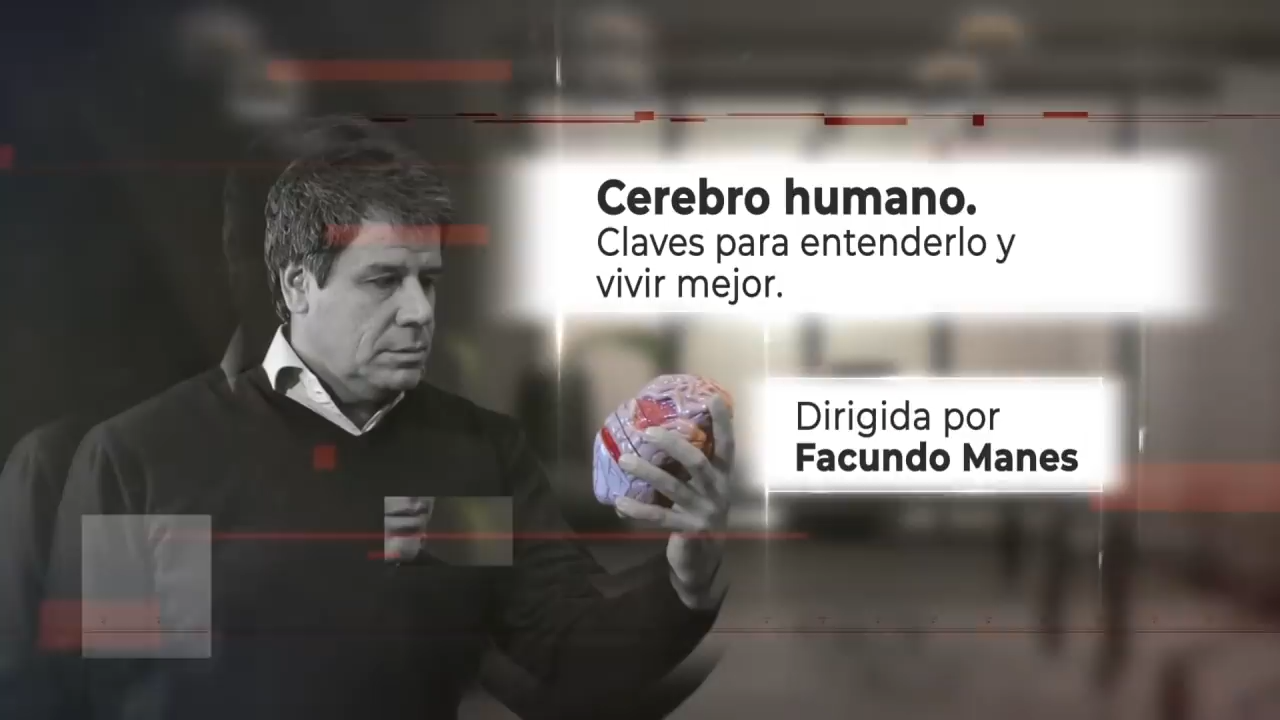 Cerebro humano.
Claves para entenderlo y
vivir mejor.
Dirigida por
Facundo Manes